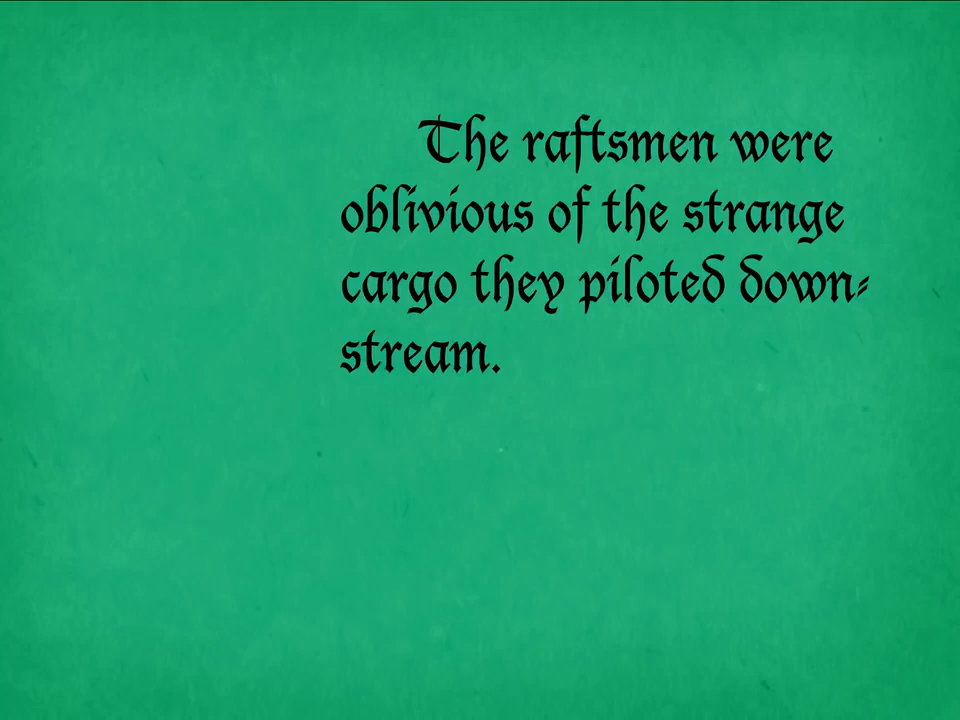 The raftsmen were
oblivious of the strange
cargo they piloted down-
stream.